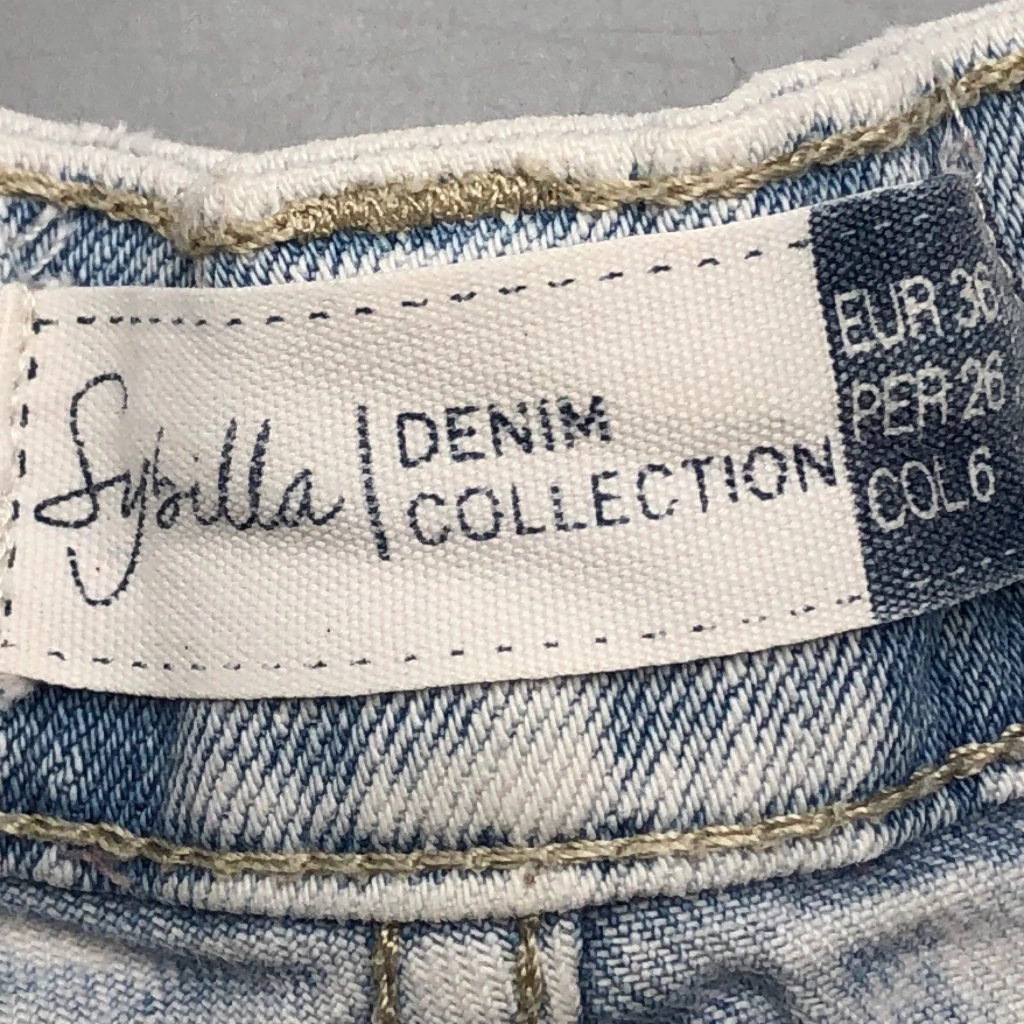 Sybilla
DENIM
COLLECTION
EUR 36
PER 26
COL 6